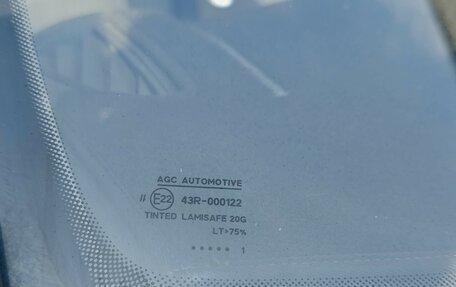 AGC AUTOMOTIVE
// E22 43R-000122
TINTED LAMISAFE 20G
LT>75%
••••• 1